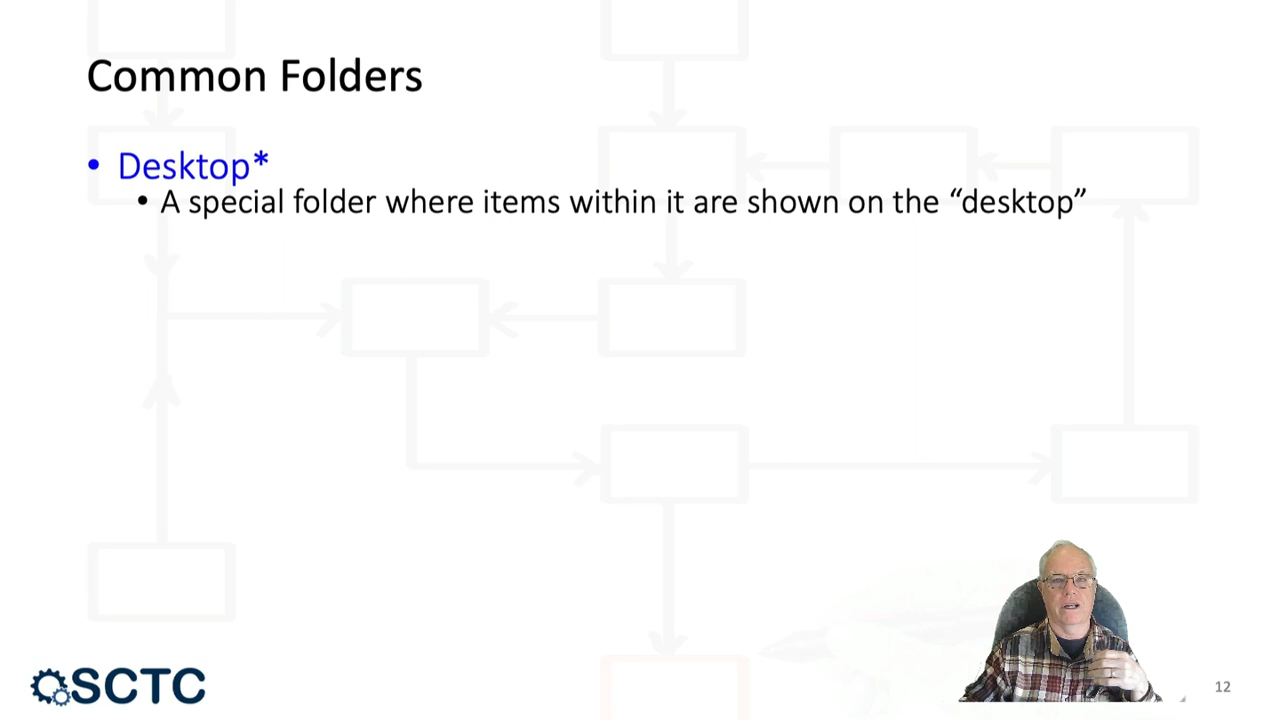 Common Folders
• Desktop*
• A special folder where items within it are shown on the “desktop”
SCTC
12